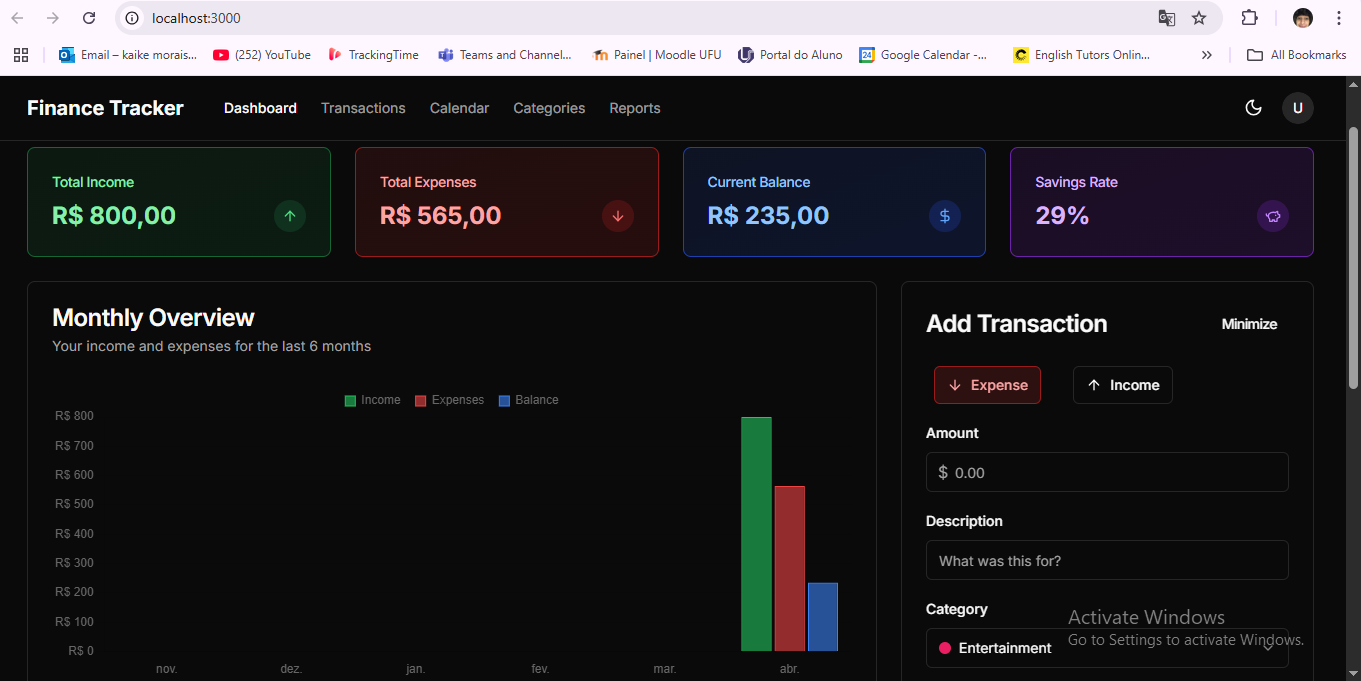 localhost:3000
Email – kaike morais...
(252) YouTube
TrackingTime
Teams and Channel...
Painel | Moodle UFU
Portal do Aluno
Google Calendar -...
English Tutors Onlin...
All Bookmarks
Finance Tracker
Dashboard
Transactions
Calendar
Categories
Reports
U
Total Income
R$ 800,00
Total Expenses
R$ 565,00
Current Balance
R$ 235,00
$
Savings Rate
29%
Monthly Overview
Your income and expenses for the last 6 months
Income
Expenses
Balance
R$ 800
R$ 700
R$ 600
R$ 500
R$ 400
R$ 300
R$ 200
R$ 100
R$ 0
nov.
dez.
jan.
fev.
mar.
abr.
Add Transaction
Minimize
Expense
Income
Amount
$ 0.00
Description
What was this for?
Category
Entertainment
Activate Windows
Go to Settings to activate Windows.